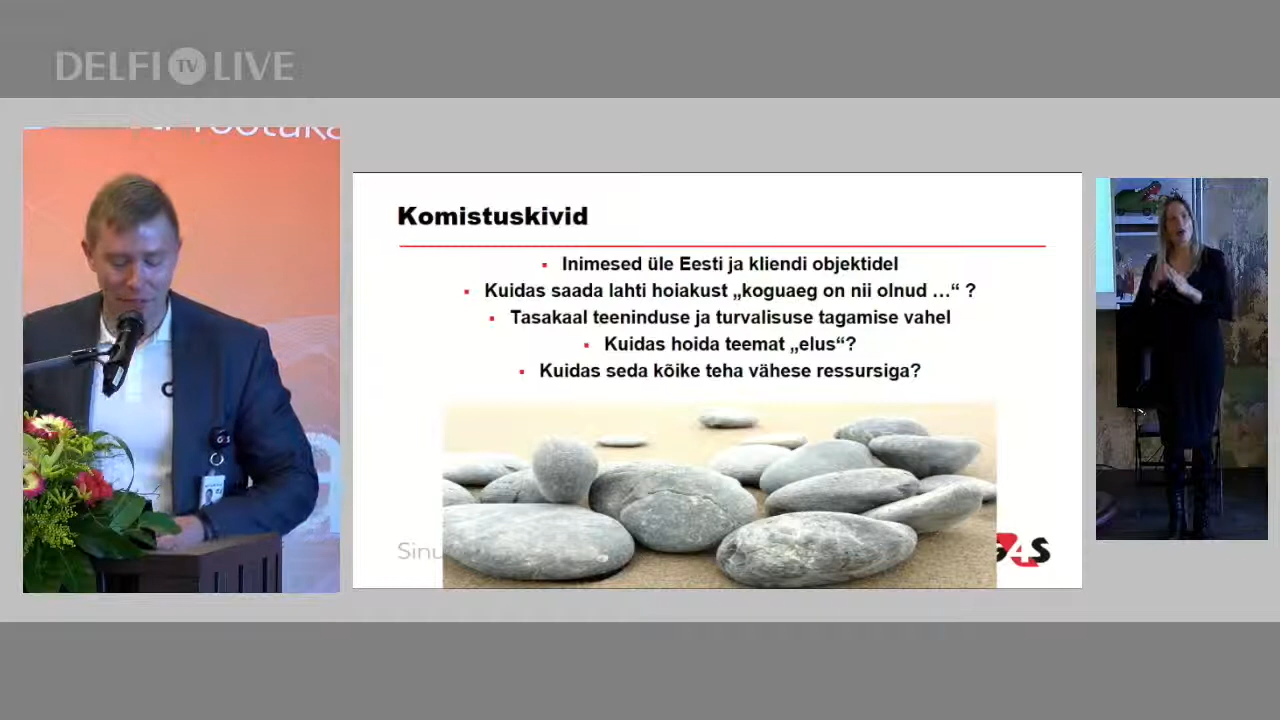 DELFI TV LIVE
Komistuskivid
▪ Inimesed üle Eesti ja kliendi objektidel
▪ Kuidas saada lahti hoiakust „koguaeg on nii olnud …“ ?
▪ Tasakaal teeninduse ja turvalisuse tagamise vahel
▪ Kuidas hoida teemat „elus“?
▪ Kuidas seda kõike teha vähese ressursiga?
Sinu
G4S